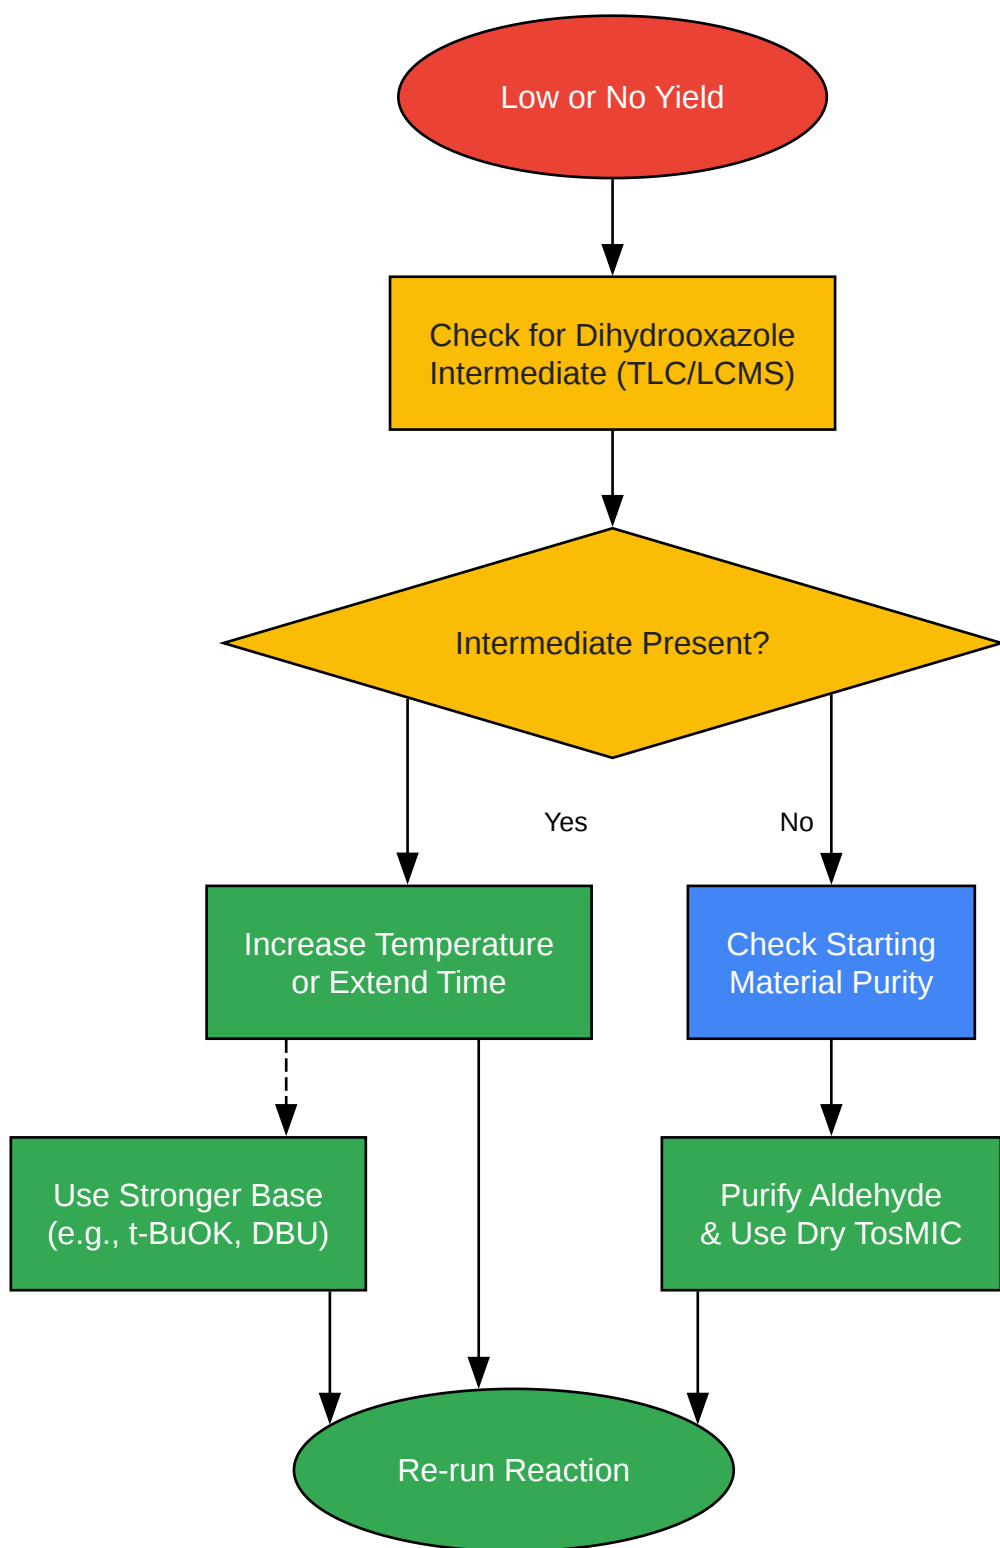 Low or No Yield
Check for Dihydrooxazole
Intermediate (TLC/LCMS)
Intermediate Present?
Yes
No
Increase Temperature
or Extend Time
Check Starting
Material Purity
Use Stronger Base
(e.g., t-BuOK, DBU)
Purify Aldehyde
& Use Dry TosMIC
Re-run Reaction